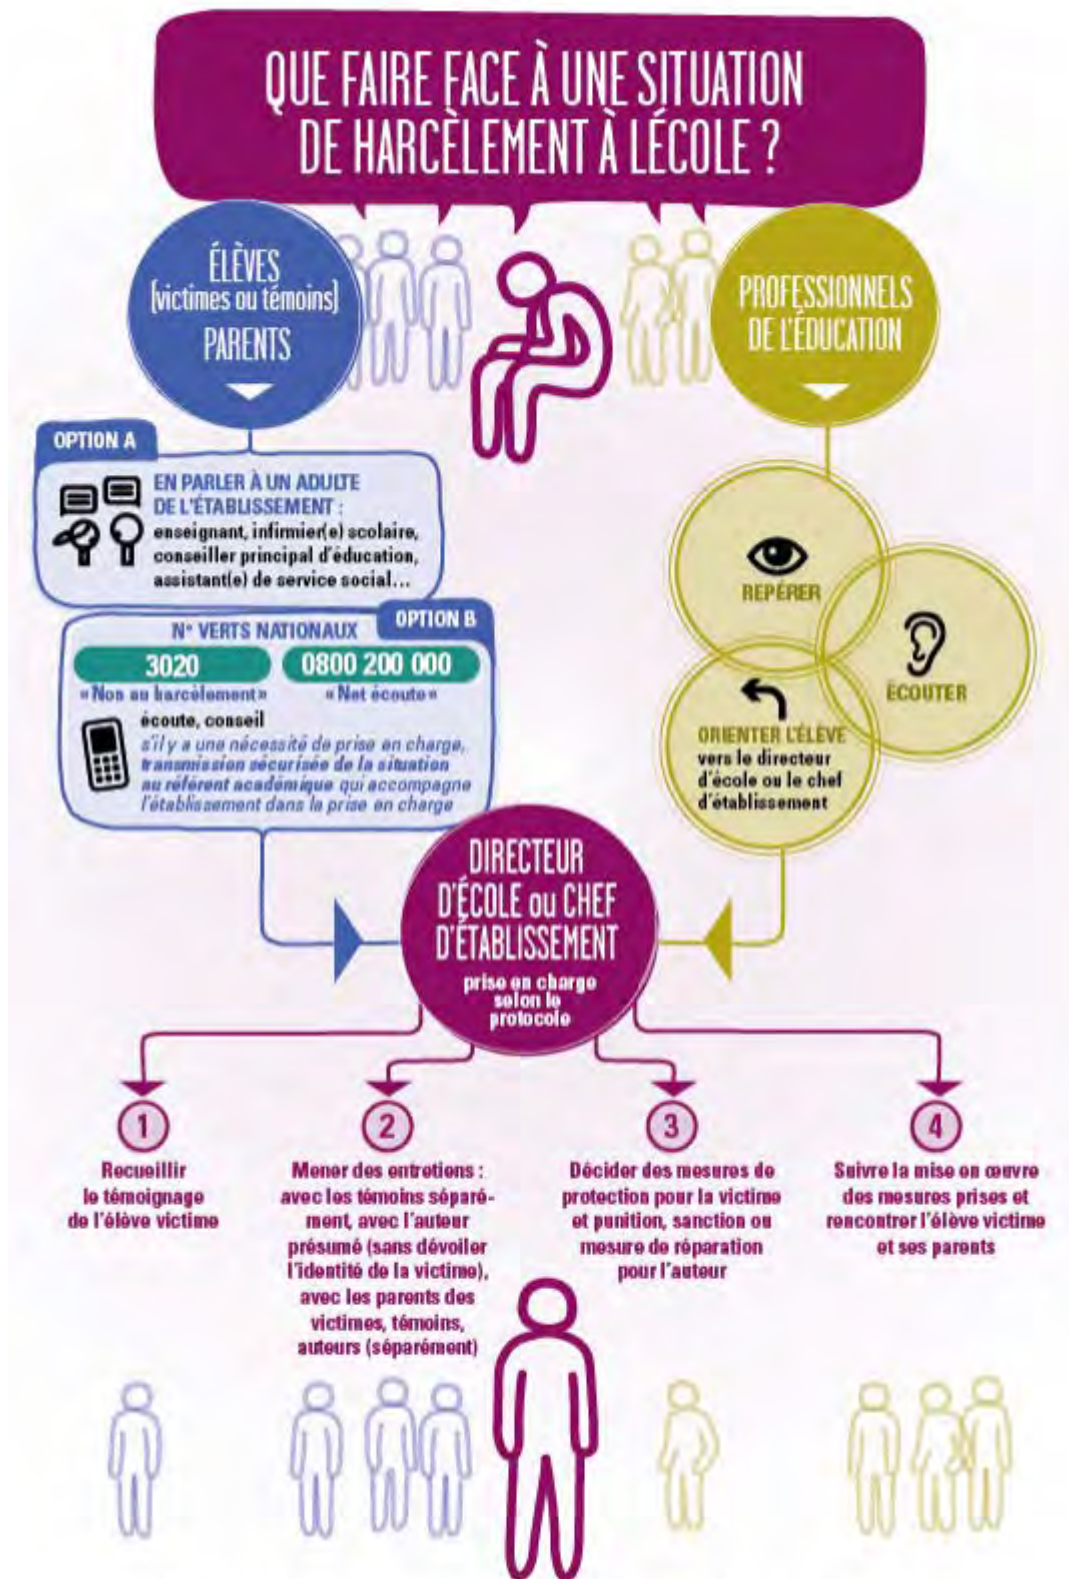 QUE FAIRE FACE À UNE SITUATION
DE HARCÈLEMENT À LÉCOLE ?
ÉLÈVES
(victimes ou témoins)
PARENTS
PROFESSIONNELS
DE L'ÉDUCATION
OPTION A
EN PARLER À UN ADULTE
DE L'ÉTABLISSEMENT :
enseignant, infirmier(e) scolaire,
conseiller principal d'éducation,
assistant(e) de service social...
OPTION B
N° VERTS NATIONAUX
3020
0800 200 000
« Non au harcèlement »
« Net écoute »
écoute, conseil
s'il y a une nécessité de prise en charge,
transmission sécurisée de la situation
au référent académique qui accompagne
l'établissement dans la prise en charge
REPÉRER
ÉCOUTER
ORIENTER L'ÉLÈVE
vers le directeur
d'école ou le chef
d'établissement
DIRECTEUR
D'ÉCOLE ou CHEF
D'ÉTABLISSEMENT
prise en charge
selon le
protocole
1
Recueillir
le témoignage
de l'élève victime
2
Mener des entretiens :
avec les témoins séparé-
ment, avec l'auteur
présumé (sans dévoiler
l'identité de la victime),
avec les parents des
victimes, témoins,
auteurs (séparément)
3
Décider des mesures de
protection pour la victime
et punition, sanction ou
mesure de réparation
pour l'auteur
4
Suivre la mise en œuvre
des mesures prises et
rencontrer l'élève victime
et ses parents